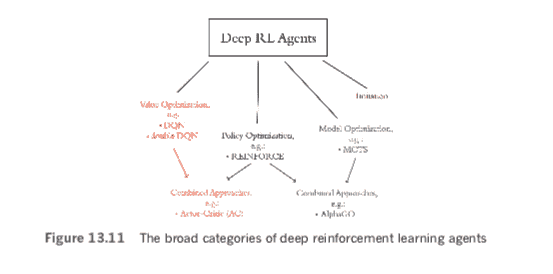 Deep RL Agents
Imitation
Value Optimization,
e.g.
• DQN
• double DQN
Policy Optimization,
e.g.:
• REINFORCE
Model Optimization,
e.g.:
• MCTS
Combined Approaches,
e.g.:
• Actor-Critic (AC)
Combined Approaches,
e.g.:
• AlphaGO
Figure 13.11 The broad categories of deep reinforcement learning agents